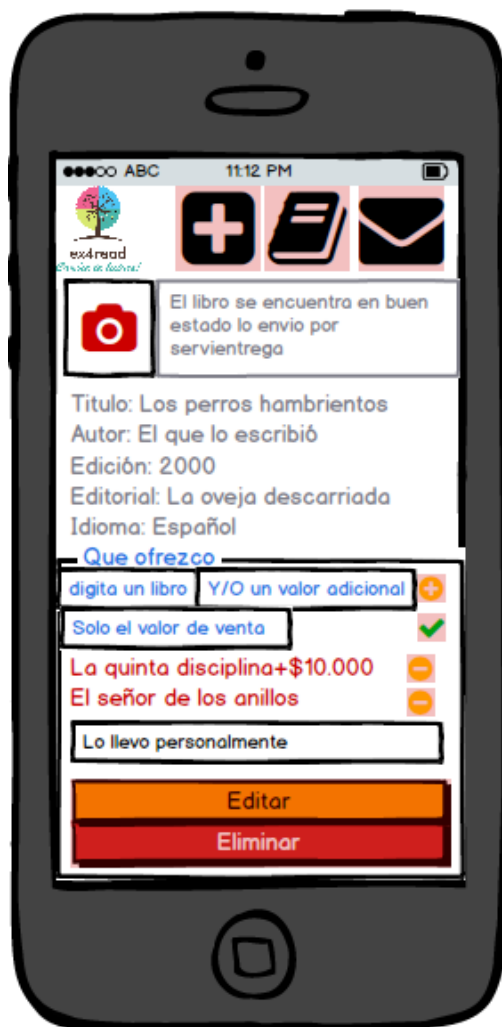 ABC 11:12 PM
ex4read
El libro se encuentra en buen
estado lo envio por
servientrega
Titulo: Los perros hambrientos
Autor: El que lo escribió
Edición: 2000
Editorial: La oveja descarriada
Idioma: Español
Que ofrezco
digita un libro Y/O un valor adicional
Solo el valor de venta
La quinta disciplina+$10.000
El señor de los anillos
Lo llevo personalmente
Editar
Eliminar